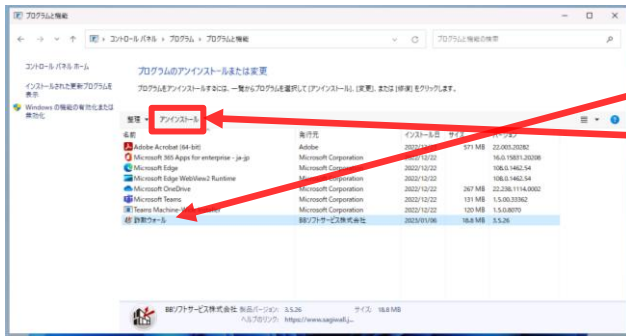 プログラムと機能
コントロール パネル › プログラム › プログラムと機能
プログラムと機能の検索
コントロール パネル ホーム
インストールされた更新プログラムを
表示
Windows の機能の有効化または
無効化
プログラムのアンインストールまたは変更
プログラムをアンインストールするには、一覧からプログラムを選択して [アンインストール]、[変更]、または [修復] をクリックします。
整理 アンインストール
名前 発行元 インストール日 サイズ バージョン
Adobe Acrobat (64-bit) Adobe 2022/12/22 571 MB 22.003.20282
Microsoft 365 Apps for enterprise - ja-jp Microsoft Corporation 2022/12/22 16.0.15831.20208
Microsoft Edge Microsoft Corporation 2022/12/22 108.0.1462.54
Microsoft Edge WebView2 Runtime Microsoft Corporation 2022/12/22 108.0.1462.54
Microsoft OneDrive Microsoft Corporation 2022/12/22 267 MB 22.238.1114.0002
Microsoft Teams Microsoft Corporation 2022/12/22 131 MB 1.5.00.33362
Teams Machine-Wide Microsoft Corporation 2022/12/22 120 MB 1.5.0.8070
詐欺ウォール BBソフトサービス株式会社 2023/01/06 16.8 MB 3.5.26
BBソフトサービス株式会社 製品バージョン: 3.5.26 サイズ: 16.8 MB
ヘルプのリンク: https://www.sagiwall.j...